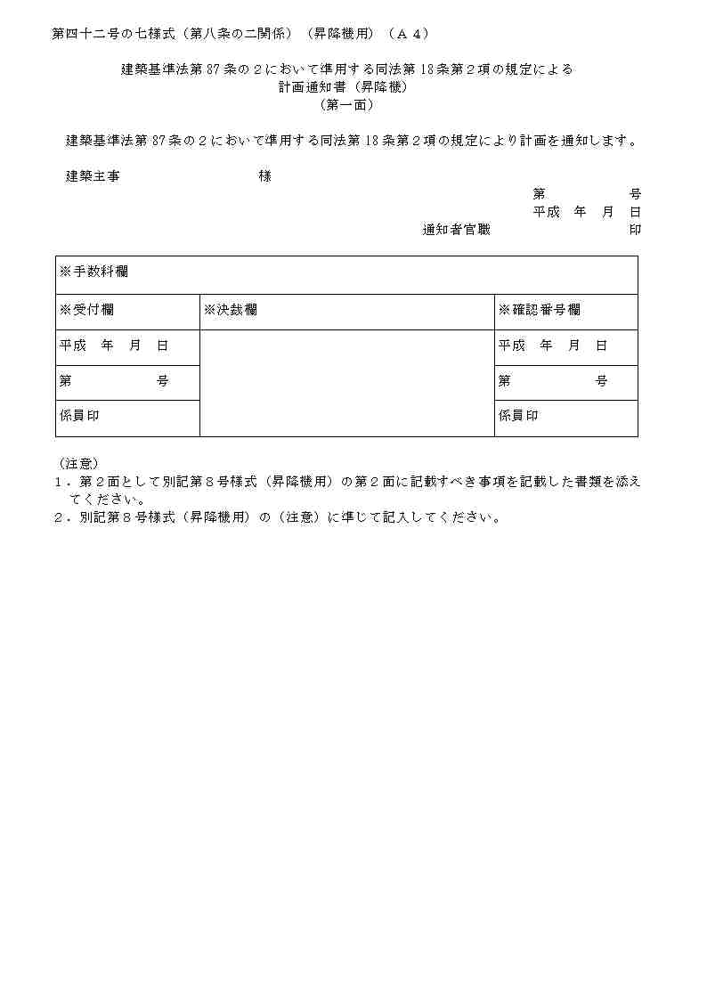 第四十二号の七様式（第八条の二関係）（昇降機用）（Ａ４）
建築基準法第87条の２において準用する同法第18条第２項の規定による
計画通知書（昇降機）
（第一面）
建築基準法第87条の２において準用する同法第18条第２項の規定により計画を通知します。
建築主事　　　　　　　　　　様
第　　　　　　号
平成　年　月　日
通知者官職　　　　　　　　　　印
※手数料欄
※受付欄　※決裁欄　※確認番号欄
平成　年　月　日　平成　年　月　日
第　　　　　　号　第　　　　　　号
係員印　係員印
（注意）
１．第２面として別記第８号様式（昇降機用）の第２面に記載すべき事項を記載した書類を添え
てください。
２．別記第８号様式（昇降機用）の（注意）に準じて記入してください。